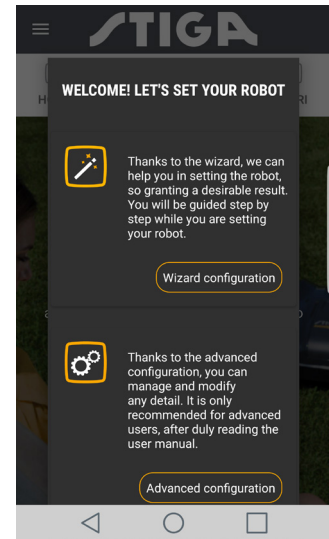 STIGA
H
RI
WELCOME! LET'S SET YOUR ROBOT
Thanks to the wizard, we can
help you in setting the robot,
so granting a desirable result.
You will be guided step by
step while you are setting
your robot.
Wizard configuration
Thanks to the advanced
configuration, you can
manage and modify
any detail. It is only
recommended for advanced
users, after duly reading the
user manual.
Advanced configuration